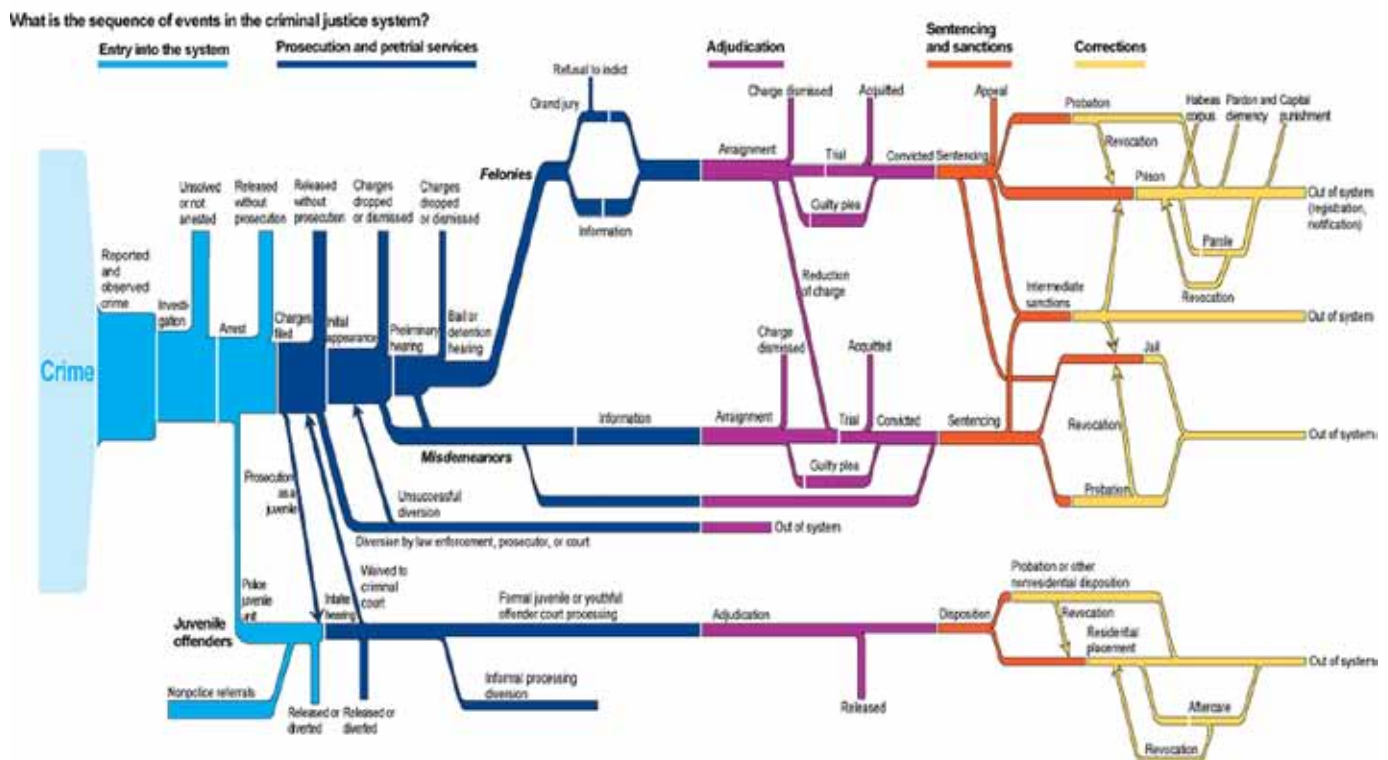 What is the sequence of events in the criminal justice system?
Entry into the system
Prosecution and pretrial services
Adjudication
Sentencing
and sanctions
Corrections
Crime
Reported
and
observed
crime
Investi-
gation
Unsolved
or not
arrested
Arrest
Released
without
prosecution
Charges
filed
Released
without
prosecution
Initial
appearance
Charges
dropped
or dismissed
Preliminary
hearing
Charges
dropped
or dismissed
Bail or
detention
hearing
Felonies
Refusal to indict
Grand jury
Information
Arraignment
Charge dismissed
Trial
Acquitted
Convicted
Guilty plea
Reduction
of charge
Sentencing
Appeal
Probation
Revocation
Prison
Habeas
corpus
Pardon and
clemency
Capital
punishment
Out of system
(registration,
notification)
Parole
Revocation
Intermediate
sanctions
Out of system
Misdemeanors
Information
Arraignment
Charge
dismissed
Trial
Acquitted
Convicted
Guilty plea
Sentencing
Jail
Revocation
Probation
Out of system
Unsuccessful
diversion
Diversion by law enforcement, prosecutor, or court
Out of system
Prosecution
as a
juvenile
Waived to
criminal
court
Police
juvenile
unit
Juvenile
offenders
Intake
hearing
Formal juvenile or youthful
offender court processing
Adjudication
Disposition
Probation or other
nonresidential disposition
Revocation
Residential
placement
Out of system
Nonpolice referrals
Released or
diverted
Released or
diverted
Informal processing
diversion
Released
Aftercare
Revocation